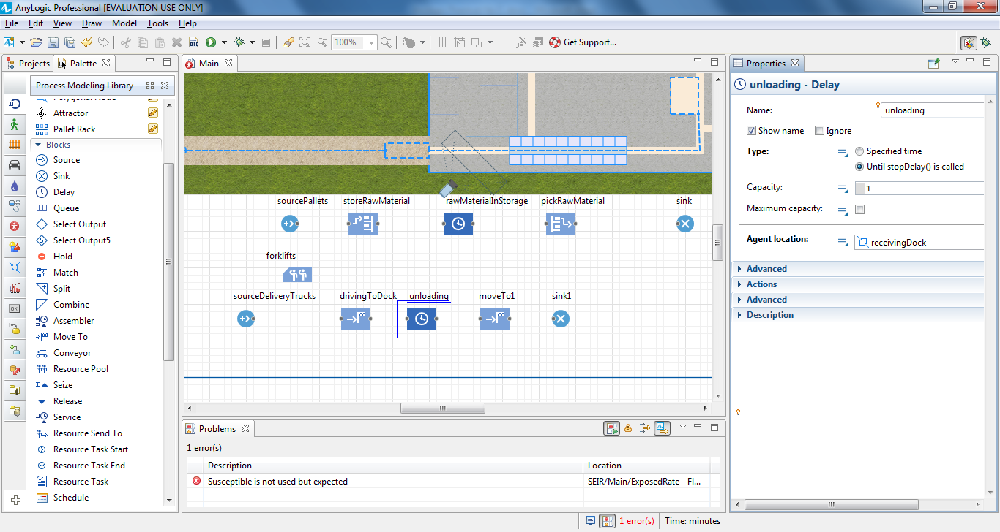 AnyLogic Professional [EVALUATION USE ONLY]
File Edit View Draw Model Tools Help
100% Get Support...
Projects Palette
Process Modeling Library
Polygonal Node
Attractor
Pallet Rack
Blocks
Source
Sink
Delay
Queue
Select Output
Select Output5
Hold
Match
Split
Combine
Assembler
Move To
Conveyor
Resource Pool
Seize
Release
Service
Resource Send To
Resource Task Start
Resource Task End
Resource Task
Schedule
Main
sourcePallets storeRawMaterial rawMaterialInStorage pickRawMaterial sink
forklifts
sourceDeliveryTrucks drivingToDock unloading moveTo1 sink1
Problems
1 error(s)
Description Location
Susceptible is not used but expected SEIR/Main/ExposedRate - Fl...
Properties
unloading - Delay
Name: unloading
Show name Ignore
Type: Specified time
Until stopDelay() is called
Capacity: 1
Maximum capacity:
Agent location: receivingDock
Advanced
Actions
Advanced
Description
1 error(s) Time: minutes